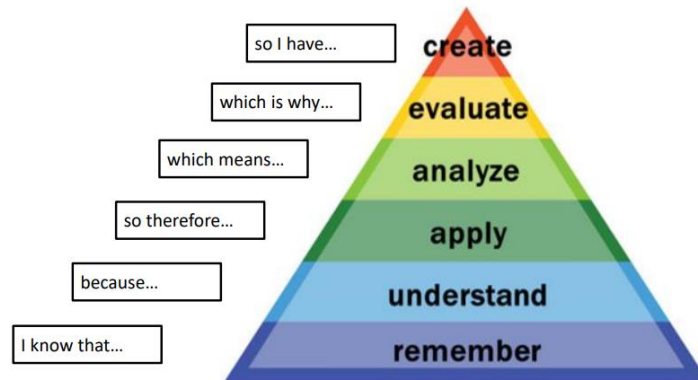 so I have…
create
which is why…
evaluate
which means…
analyze
so therefore…
apply
because…
understand
I know that…
remember